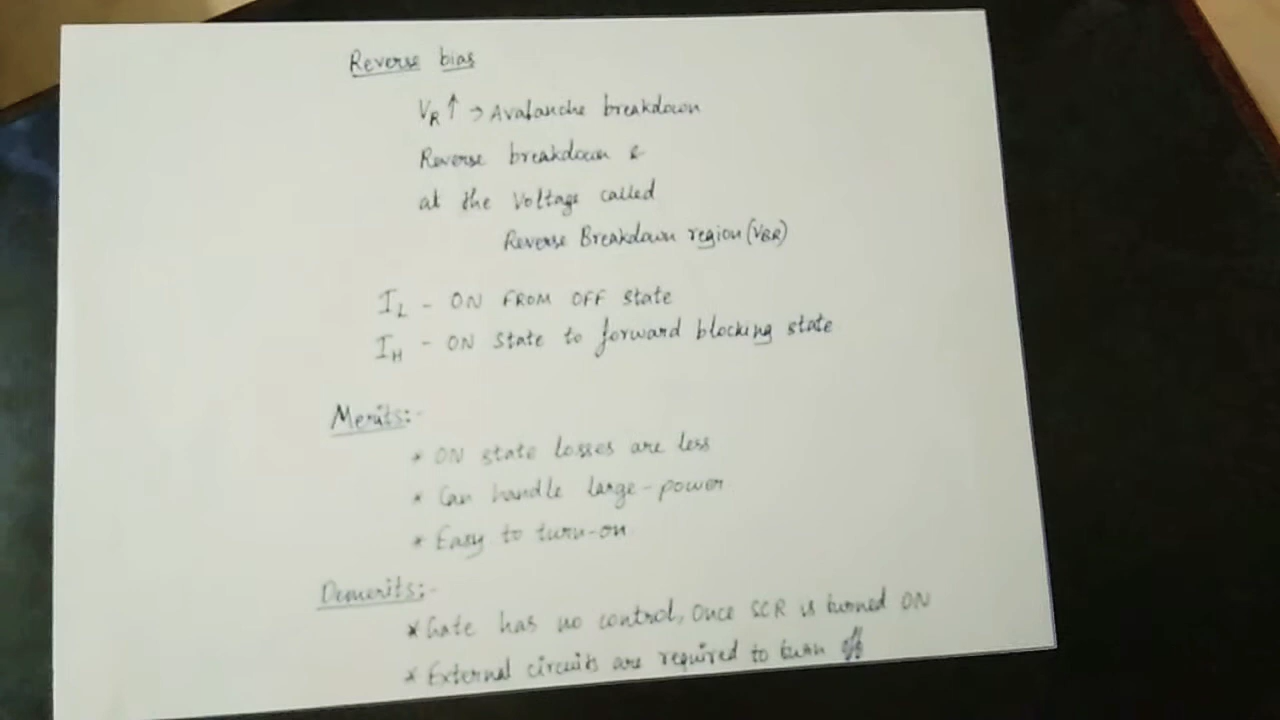 Reverse bias
VR ↑ → Avalanche breakdown
Reverse breakdown &
at the Voltage called
Reverse Breakdown region (VBR)
IL - ON FROM OFF state
IH - ON state to forward blocking state
Merits:-
* ON state losses are less
* Can handle large-power
* Easy to turn-on
Demerits:-
* Gate has no control, Once SCR is turned ON
* External circuits are required to turn off